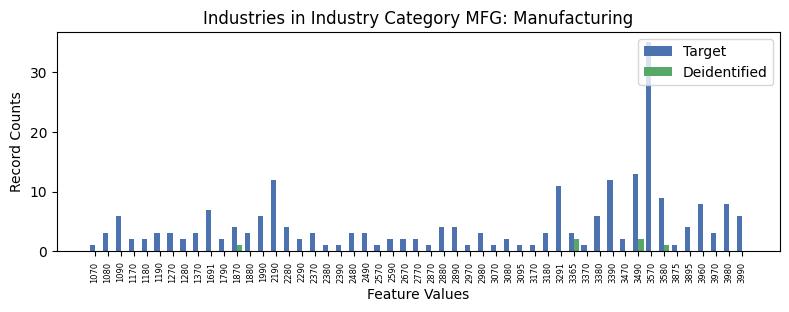 Industries in Industry Category MFG: Manufacturing
Target
Deidentified
Record Counts
30
20
10
0
1070 1080 1090 1170 1180 1190 1270 1280 1370 1691 1790 1870 1880 1990 2190 2280 2290 2370 2380 2390 2480 2490 2570 2590 2670 2770 2870 2880 2890 2970 2980 3070 3080 3095 3170 3180 3291 3365 3370 3380 3390 3470 3490 3570 3580 3875 3895 3960 3970 3980 3990
Feature Values